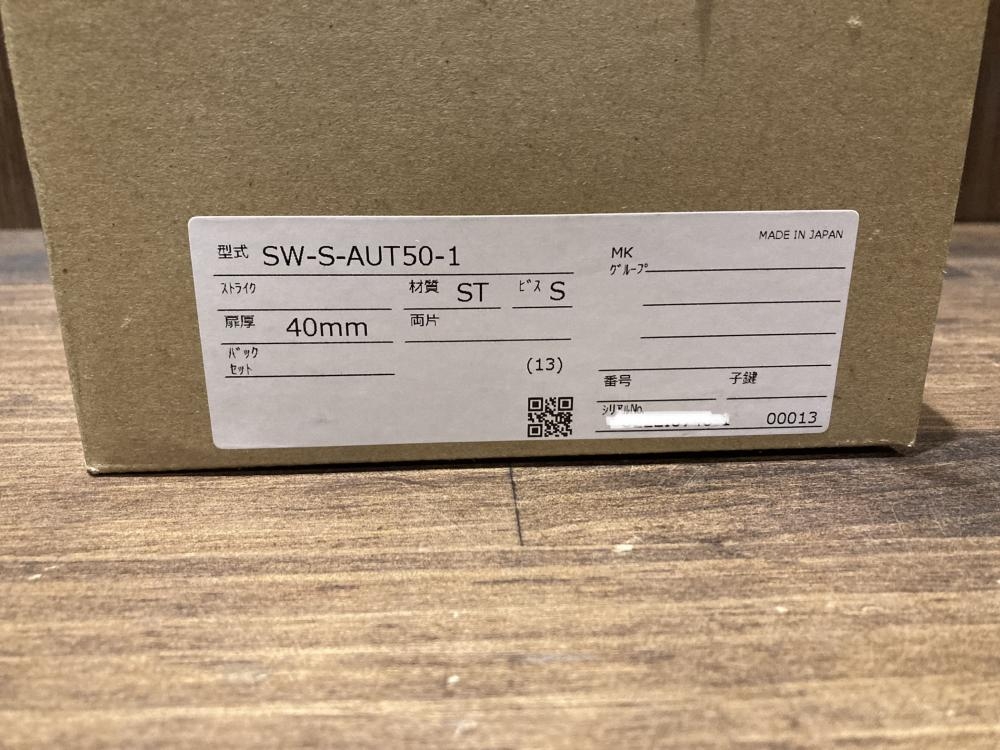 型式 SW-S-AUT50-1
ストライク 材質 ST ビス S
扉厚 40mm 両片
バック
セット
(13)
MADE IN JAPAN
MK
グループ
番号 子鍵
シリアルNo. 00013